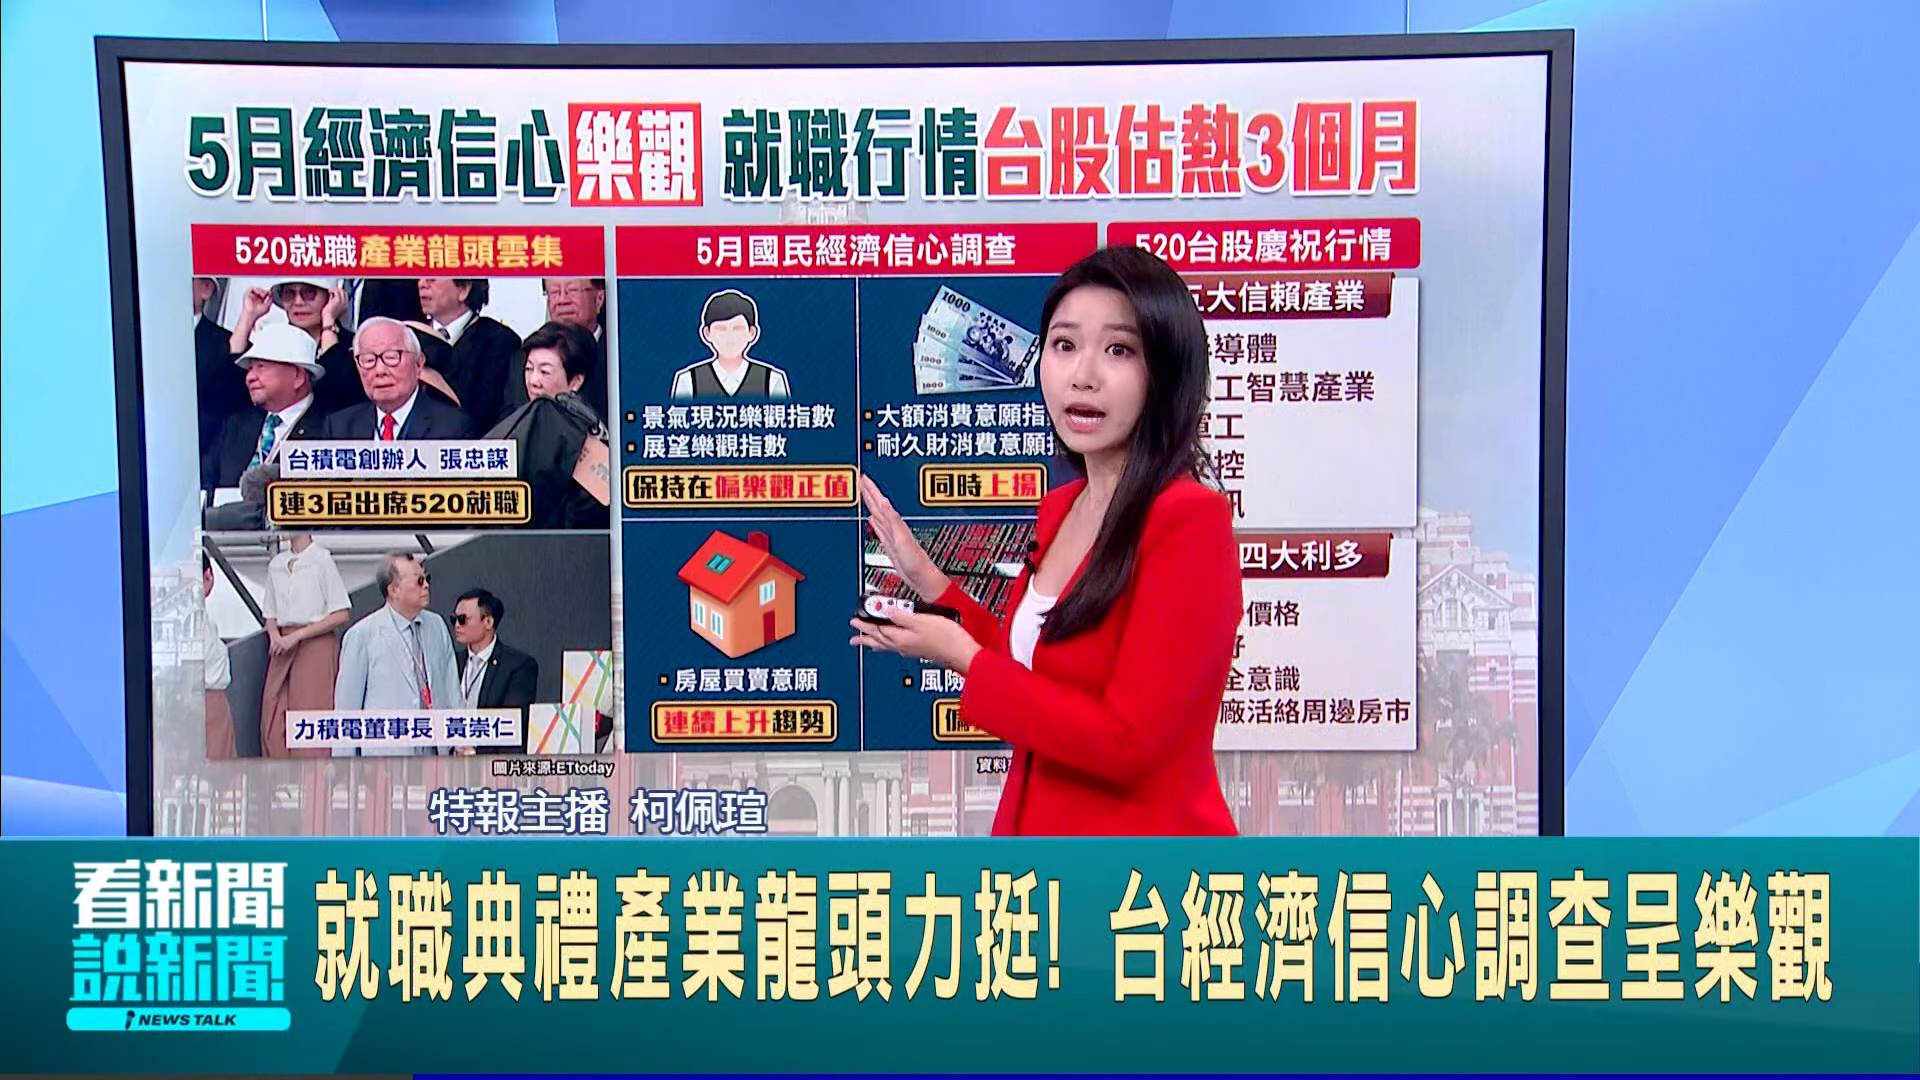 5月經濟信心樂觀 就職行情台股估熱3個月
520就職產業龍頭雲集
台積電創辦人 張忠謀
連3屆出席520就職
力積電董事長 黃崇仁
圖片來源:ETtoday
5月國民經濟信心調查
景氣現況樂觀指數
展望樂觀指數
保持在偏樂觀正值
大額消費意願指
耐久財消費意願
同時上揚
房屋買賣意願
連續上升趨勢
風險
偏
資料
520台股慶祝行情
五大信賴產業
導體
工智慧產業
工
控
訊
四大利多
價格
好
全意識
廠活絡周邊房市
特報主播 柯佩瑄
看新聞
說新聞
NEWS TALK
就職典禮產業龍頭力挺! 台經濟信心調查呈樂觀